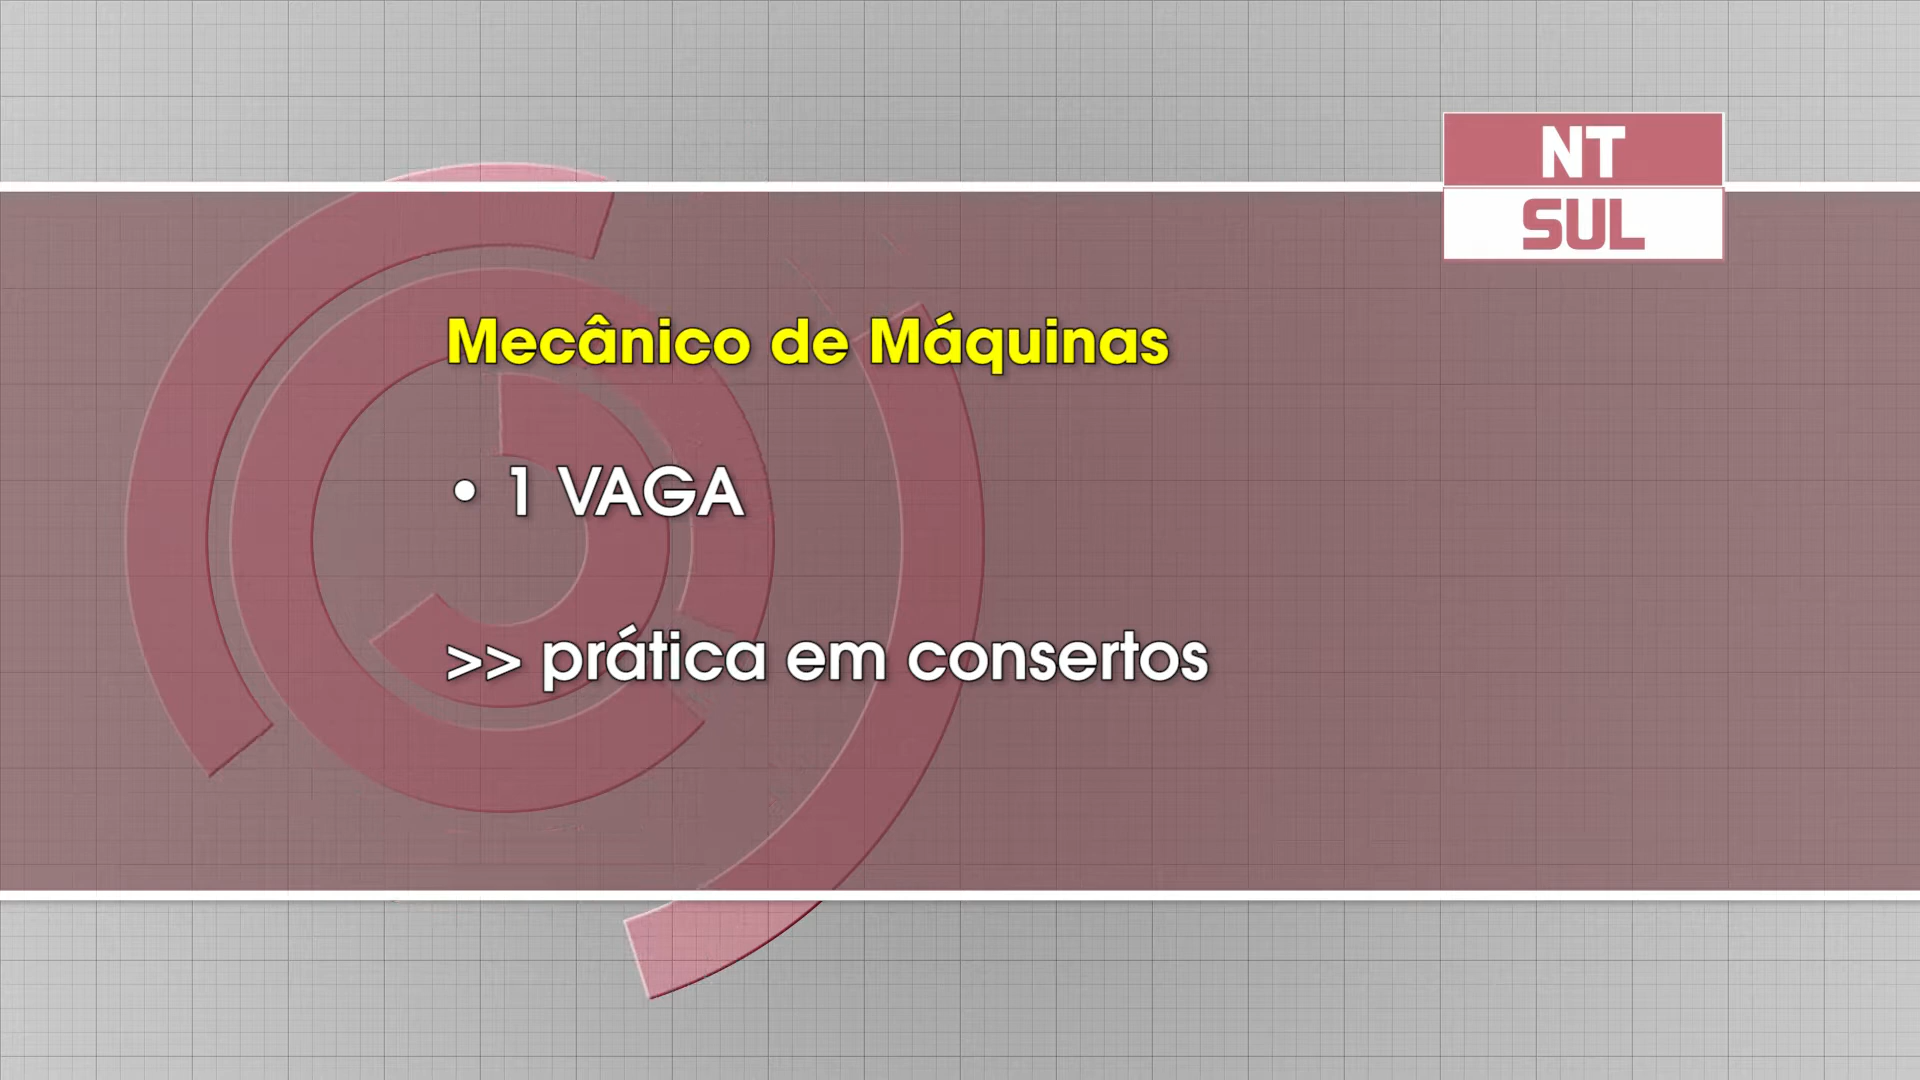 NT
SUL
Mecânico de Máquinas
• 1 VAGA
>> prática em consertos